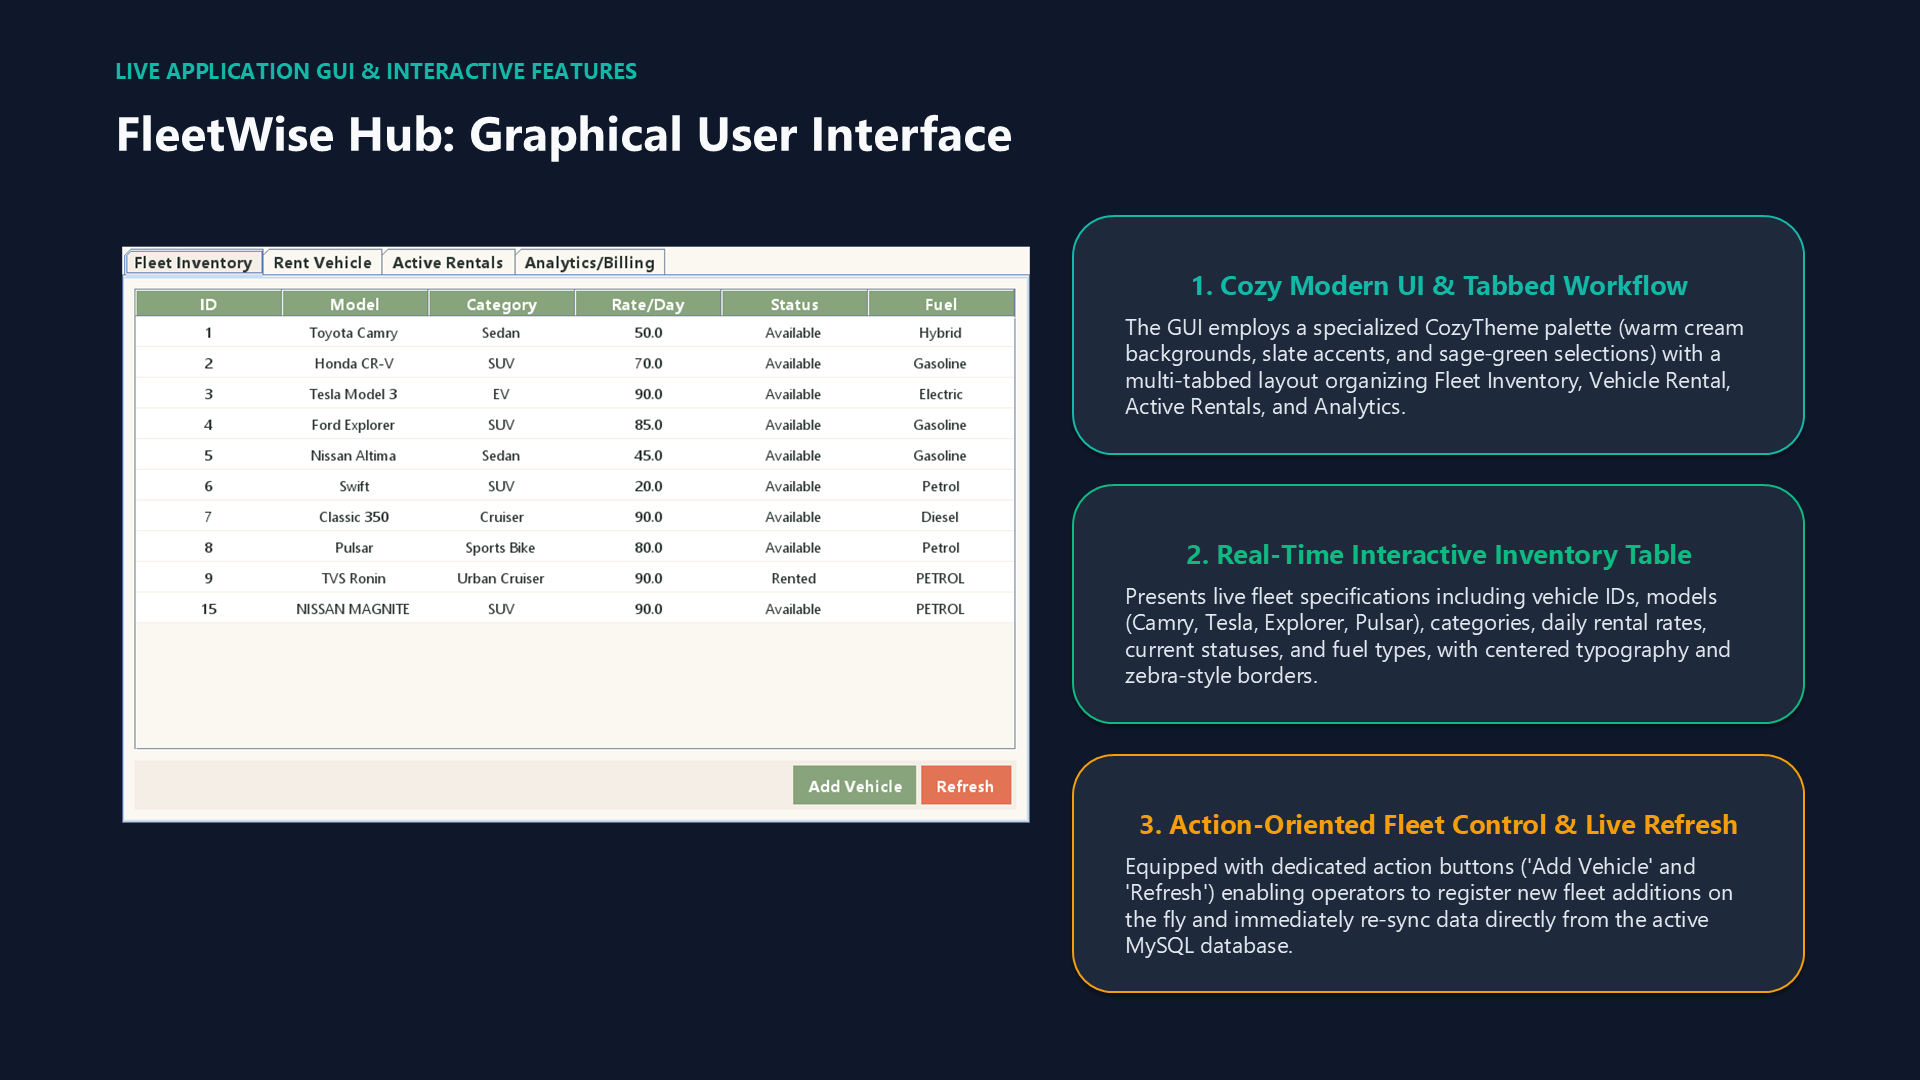 LIVE APPLICATION GUI & INTERACTIVE FEATURES
FleetWise Hub: Graphical User Interface
Fleet Inventory Rent Vehicle Active Rentals Analytics/Billing
ID Model Category Rate/Day Status Fuel
1 Toyota Camry Sedan 50.0 Available Hybrid
2 Honda CR-V SUV 70.0 Available Gasoline
3 Tesla Model 3 EV 90.0 Available Electric
4 Ford Explorer SUV 85.0 Available Gasoline
5 Nissan Altima Sedan 45.0 Available Gasoline
6 Swift SUV 20.0 Available Petrol
7 Classic 350 Cruiser 90.0 Available Diesel
8 Pulsar Sports Bike 80.0 Available Petrol
9 TVS Ronin Urban Cruiser 90.0 Rented PETROL
15 NISSAN MAGNITE SUV 90.0 Available PETROL
Add Vehicle Refresh
1. Cozy Modern UI & Tabbed Workflow
The GUI employs a specialized CozyTheme palette (warm cream
backgrounds, slate accents, and sage-green selections) with a
multi-tabbed layout organizing Fleet Inventory, Vehicle Rental,
Active Rentals, and Analytics.
2. Real-Time Interactive Inventory Table
Presents live fleet specifications including vehicle IDs, models
(Camry, Tesla, Explorer, Pulsar), categories, daily rental rates,
current statuses, and fuel types, with centered typography and
zebra-style borders.
3. Action-Oriented Fleet Control & Live Refresh
Equipped with dedicated action buttons ('Add Vehicle' and
'Refresh') enabling operators to register new fleet additions on
the fly and immediately re-sync data directly from the active
MySQL database.